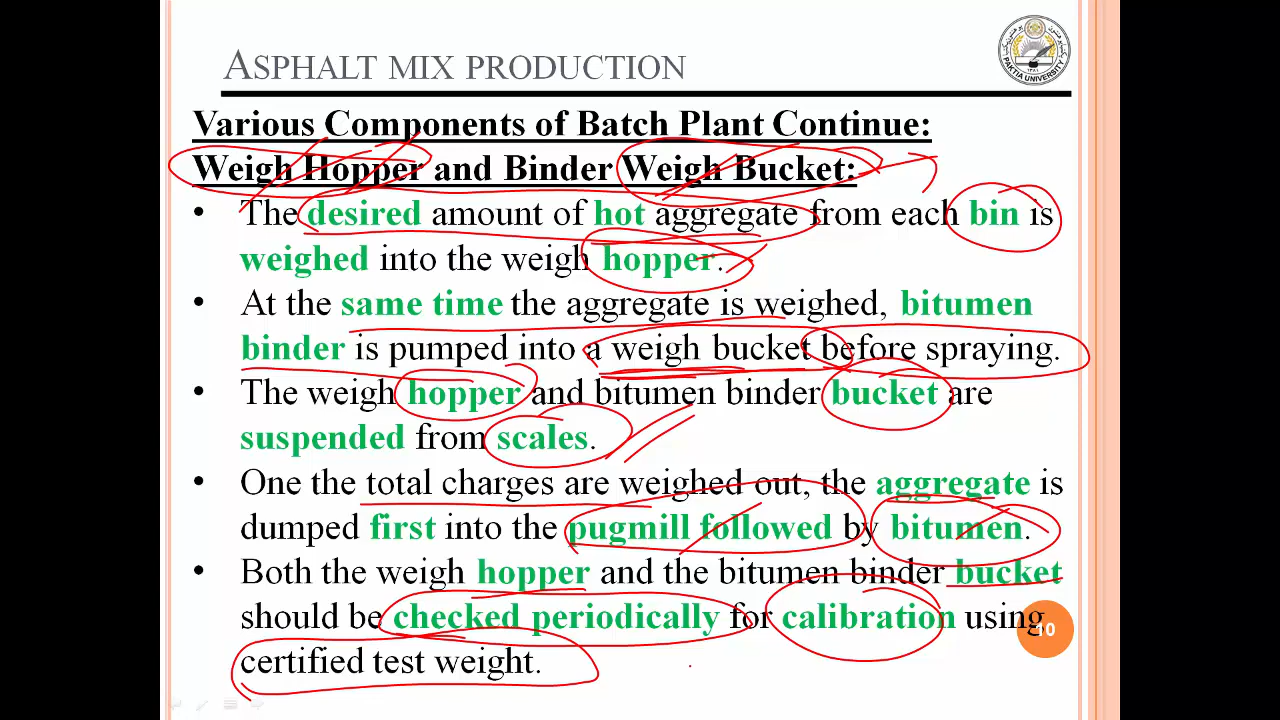 ASPHALT MIX PRODUCTION
PAKTIA UNIVERSITY
Various Components of Batch Plant Continue:
Weigh Hopper and Binder Weigh Bucket:
• The desired amount of hot aggregate from each bin is
weighed into the weigh hopper.
• At the same time the aggregate is weighed, bitumen
binder is pumped into a weigh bucket before spraying.
• The weigh hopper and bitumen binder bucket are
suspended from scales.
• One the total charges are weighed out, the aggregate is
dumped first into the pugmill followed by bitumen.
• Both the weigh hopper and the bitumen binder bucket
should be checked periodically for calibration using
certified test weight.
10